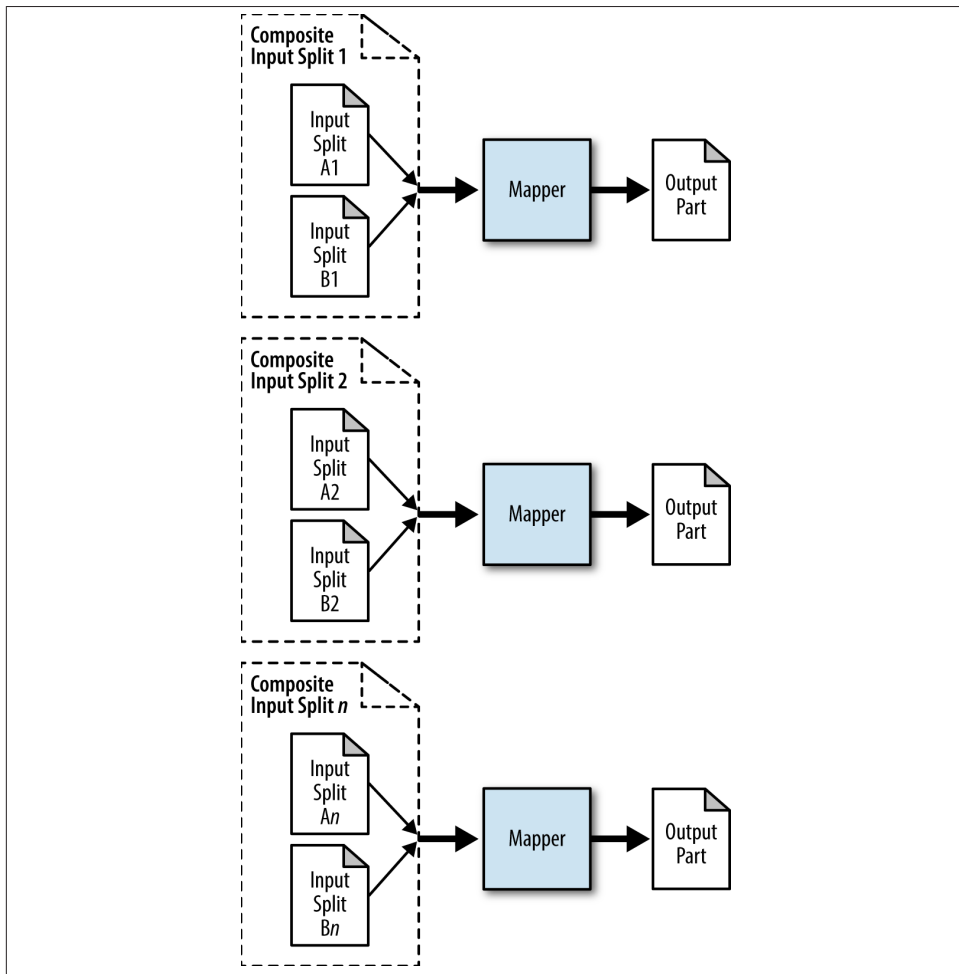 Composite
Input Split 1
Input
Split
A1
Input
Split
B1
Mapper
Output
Part
Composite
Input Split 2
Input
Split
A2
Input
Split
B2
Mapper
Output
Part
Composite
Input Split n
Input
Split
An
Input
Split
Bn
Mapper
Output
Part